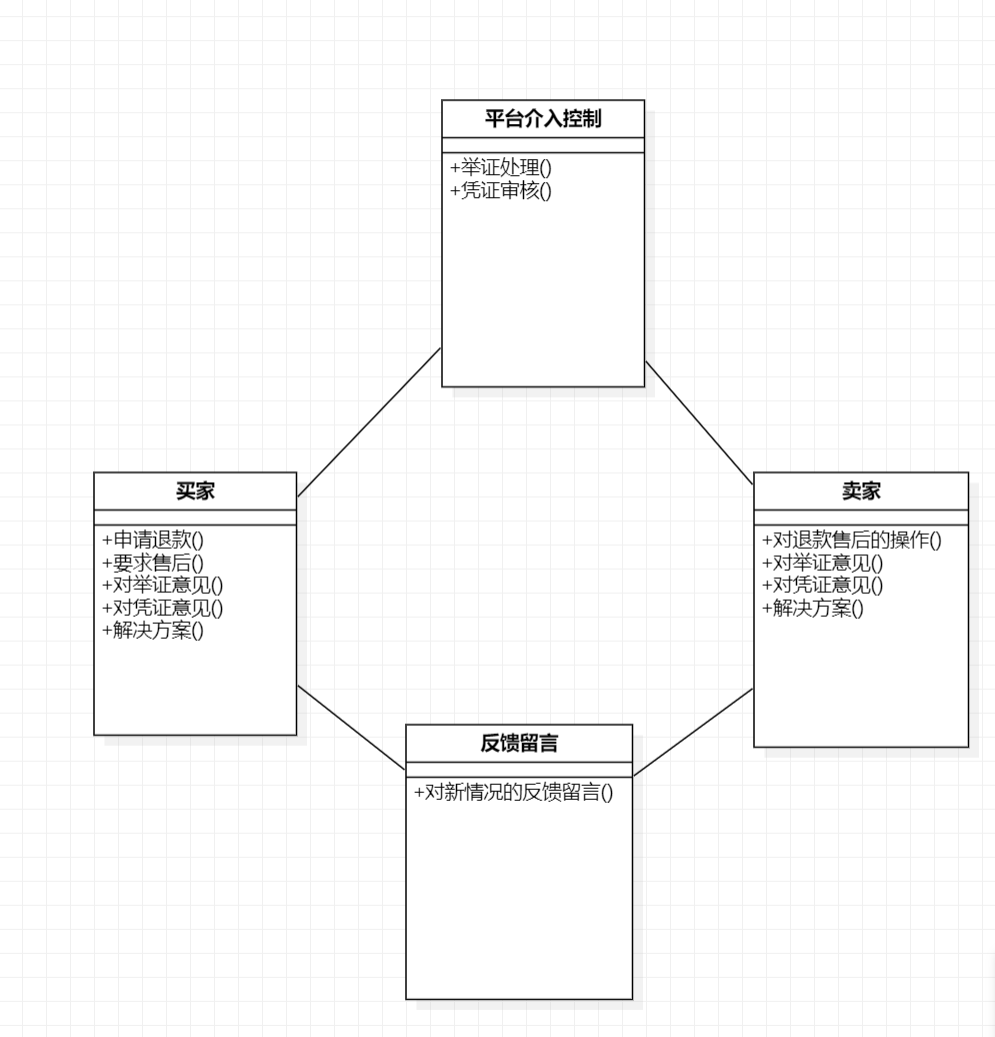 平台介入控制
+举证处理()
+凭证审核()
买家
+申请退款()
+要求售后()
+对举证意见()
+对凭证意见()
+解决方案()
卖家
+对退款售后的操作()
+对举证意见()
+对凭证意见()
+解决方案()
反馈留言
+对新情况的反馈留言()